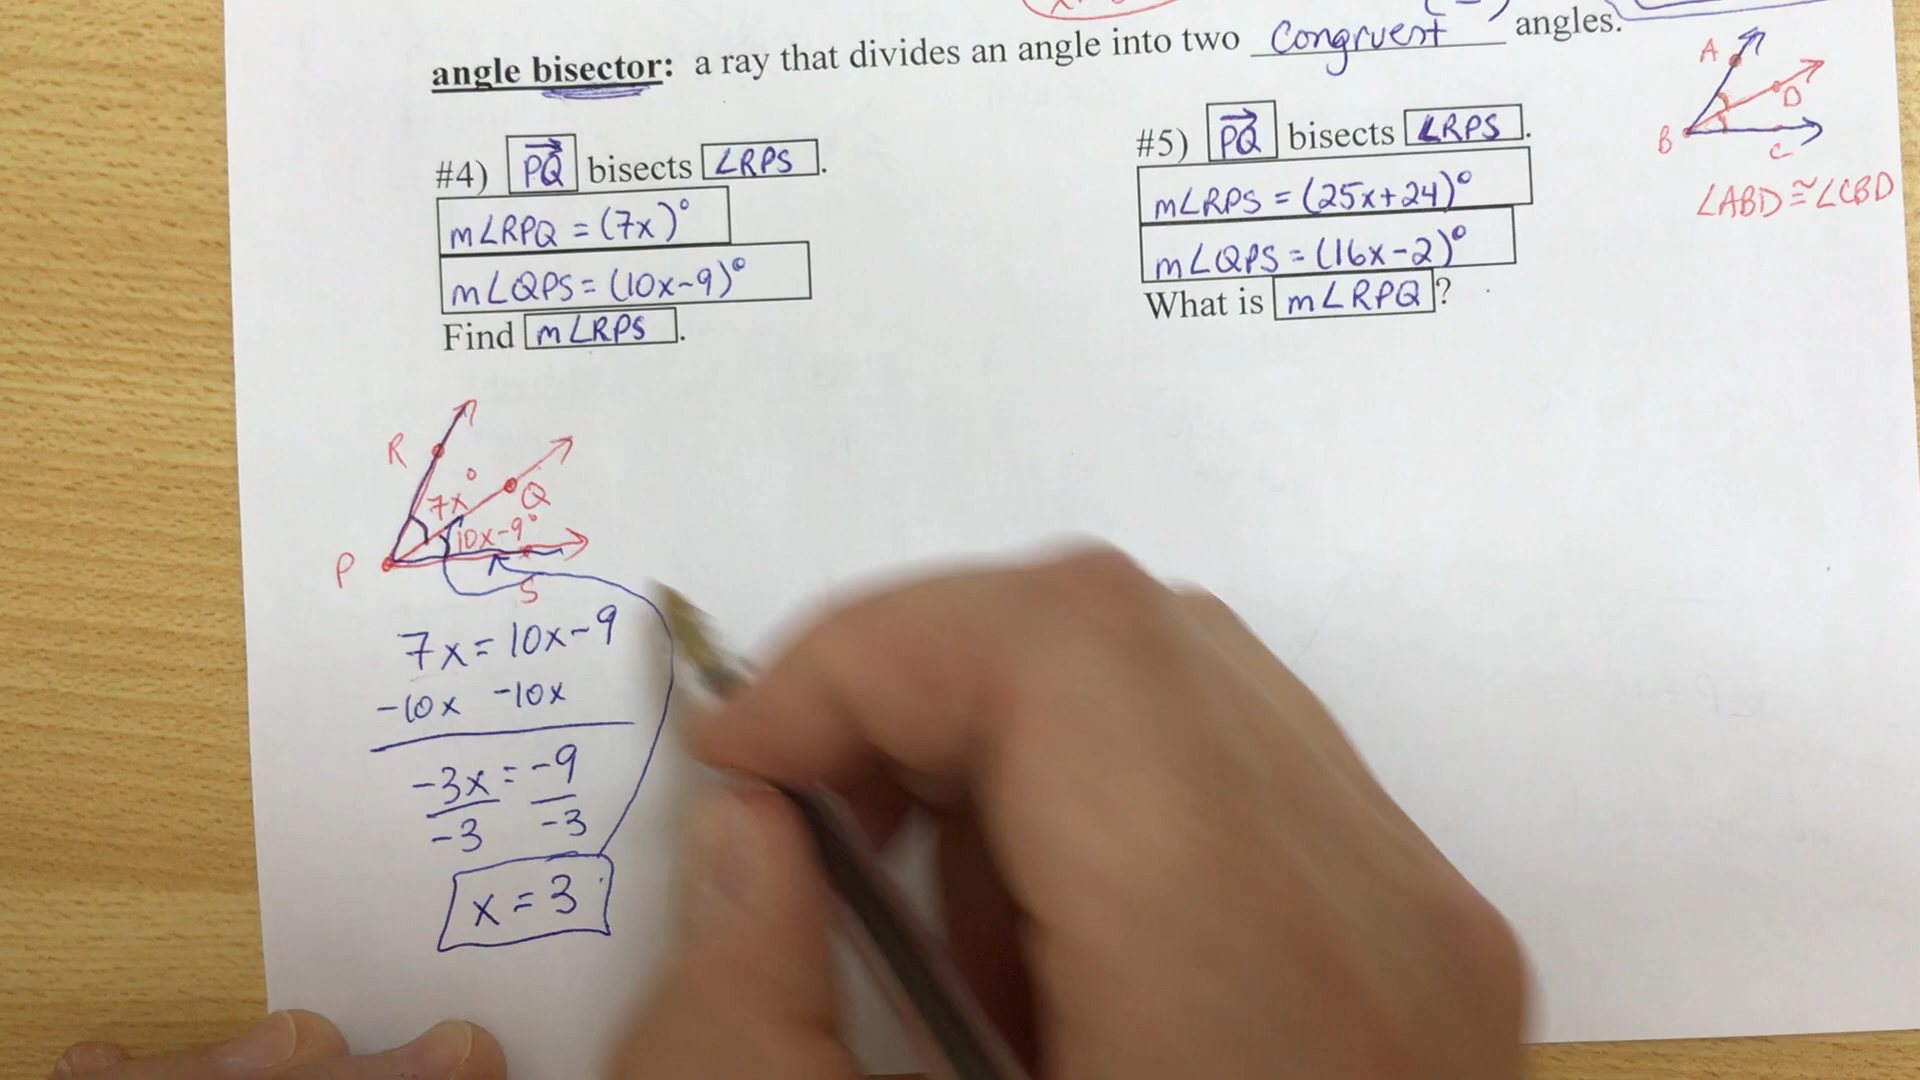 angle bisector: a ray that divides an angle into two congruent angles.
#4) PQ bisects ∠RPS.
m∠RPQ = (7x)°
m∠QPS = (10x-9)°
Find m∠RPS.
#5) PQ bisects ∠RPS.
m∠RPS = (25x+24)°
m∠QPS = (16x-2)°
What is m∠RPQ?
A
D
B
C
∠ABD ≅ ∠CBD
R
7x°
Q
10x-9°
P
S
7x = 10x-9
-10x -10x
-3x = -9
-3 -3
x = 3